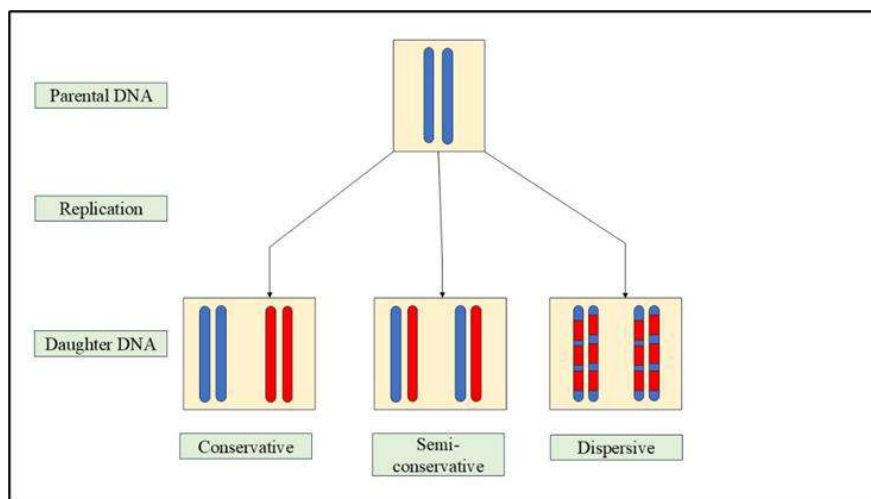 Parental DNA
Replication
Daughter DNA
Conservative
Semi-
conservative
Dispersive